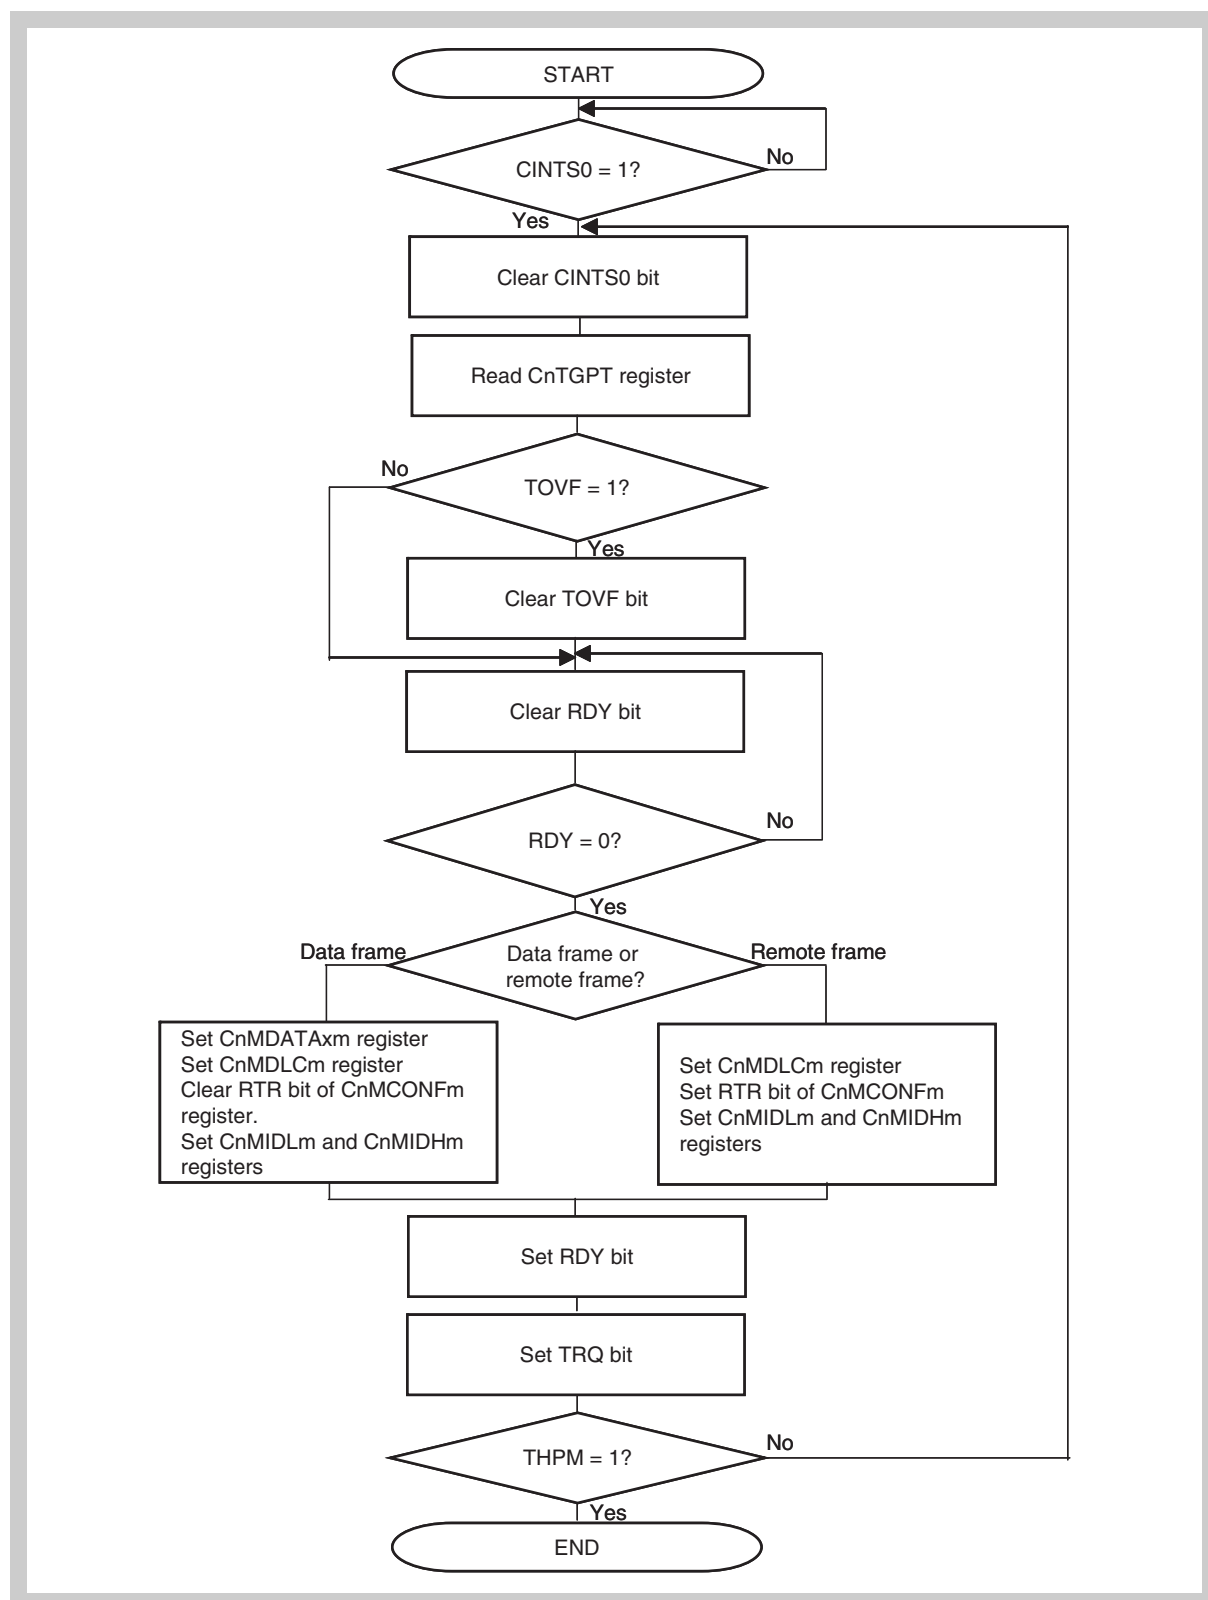 START
CINTS0 = 1?
No
Yes
Clear CINTS0 bit
Read CnTGPT register
No
TOVF = 1?
Yes
Clear TOVF bit
Clear RDY bit
RDY = 0?
No
Yes
Data frame
Data frame or
remote frame?
Remote frame
Set CnMDATAxm register
Set CnMDLCm register
Clear RTR bit of CnMCONFm
register.
Set CnMIDLm and CnMIDHm
registers
Set CnMDLCm register
Set RTR bit of CnMCONFm
Set CnMIDLm and CnMIDHm
registers
Set RDY bit
Set TRQ bit
THPM = 1?
No
Yes
END